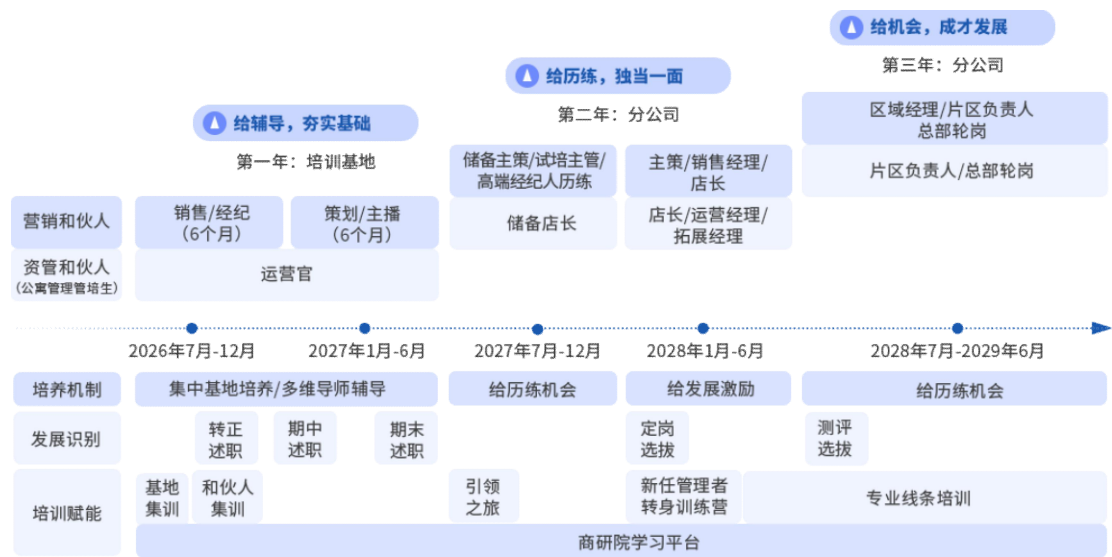 给机会，成才发展
第三年：分公司
给历练，独当一面
第二年：分公司
给辅导，夯实基础
第一年：培训基地
区域经理/片区负责人
总部轮岗
片区负责人/总部轮岗
储备主策/试培主管/
高端经纪人历练
主策/销售经理/
店长
储备店长
店长/运营经理/
拓展经理
营销和伙人
销售/经纪
（6个月）
策划/主播
（6个月）
资管和伙人
（公寓管理管培生）
运营官
2026年7月-12月
2027年1月-6月
2027年7月-12月
2028年1月-6月
2028年7月-2029年6月
培养机制
集中基地培养/多维导师辅导
给历练机会
给发展激励
给历练机会
发展识别
转正
述职
期中
述职
期末
述职
定岗
选拔
测评
选拔
培训赋能
基地
集训
和伙人
集训
引领
之旅
新任管理者
转身训练营
专业线条培训
商研院学习平台